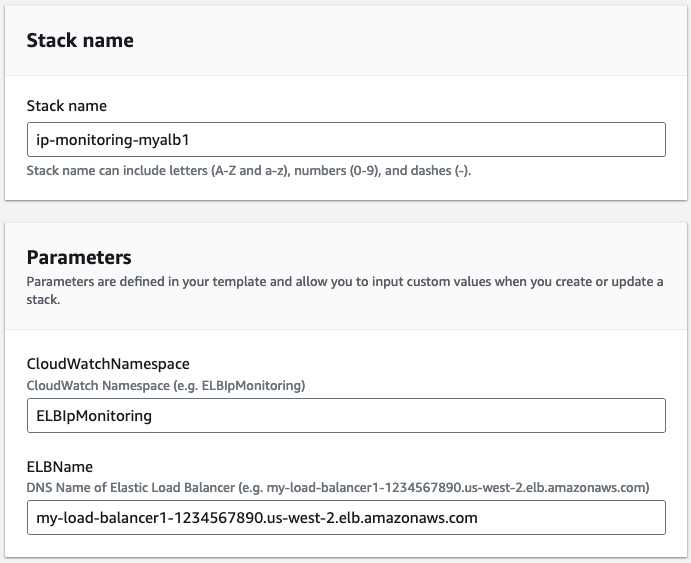 Stack name
Stack name
ip-monitoring-myalb1
Stack name can include letters (A-Z and a-z), numbers (0-9), and dashes (-).
Parameters
Parameters are defined in your template and allow you to input custom values when you create or update a
stack.
CloudWatchNamespace
CloudWatch Namespace (e.g. ELBIpMonitoring)
ELBIpMonitoring
ELBName
DNS Name of Elastic Load Balancer (e.g. my-load-balancer1-1234567890.us-west-2.elb.amazonaws.com)
my-load-balancer1-1234567890.us-west-2.elb.amazonaws.com